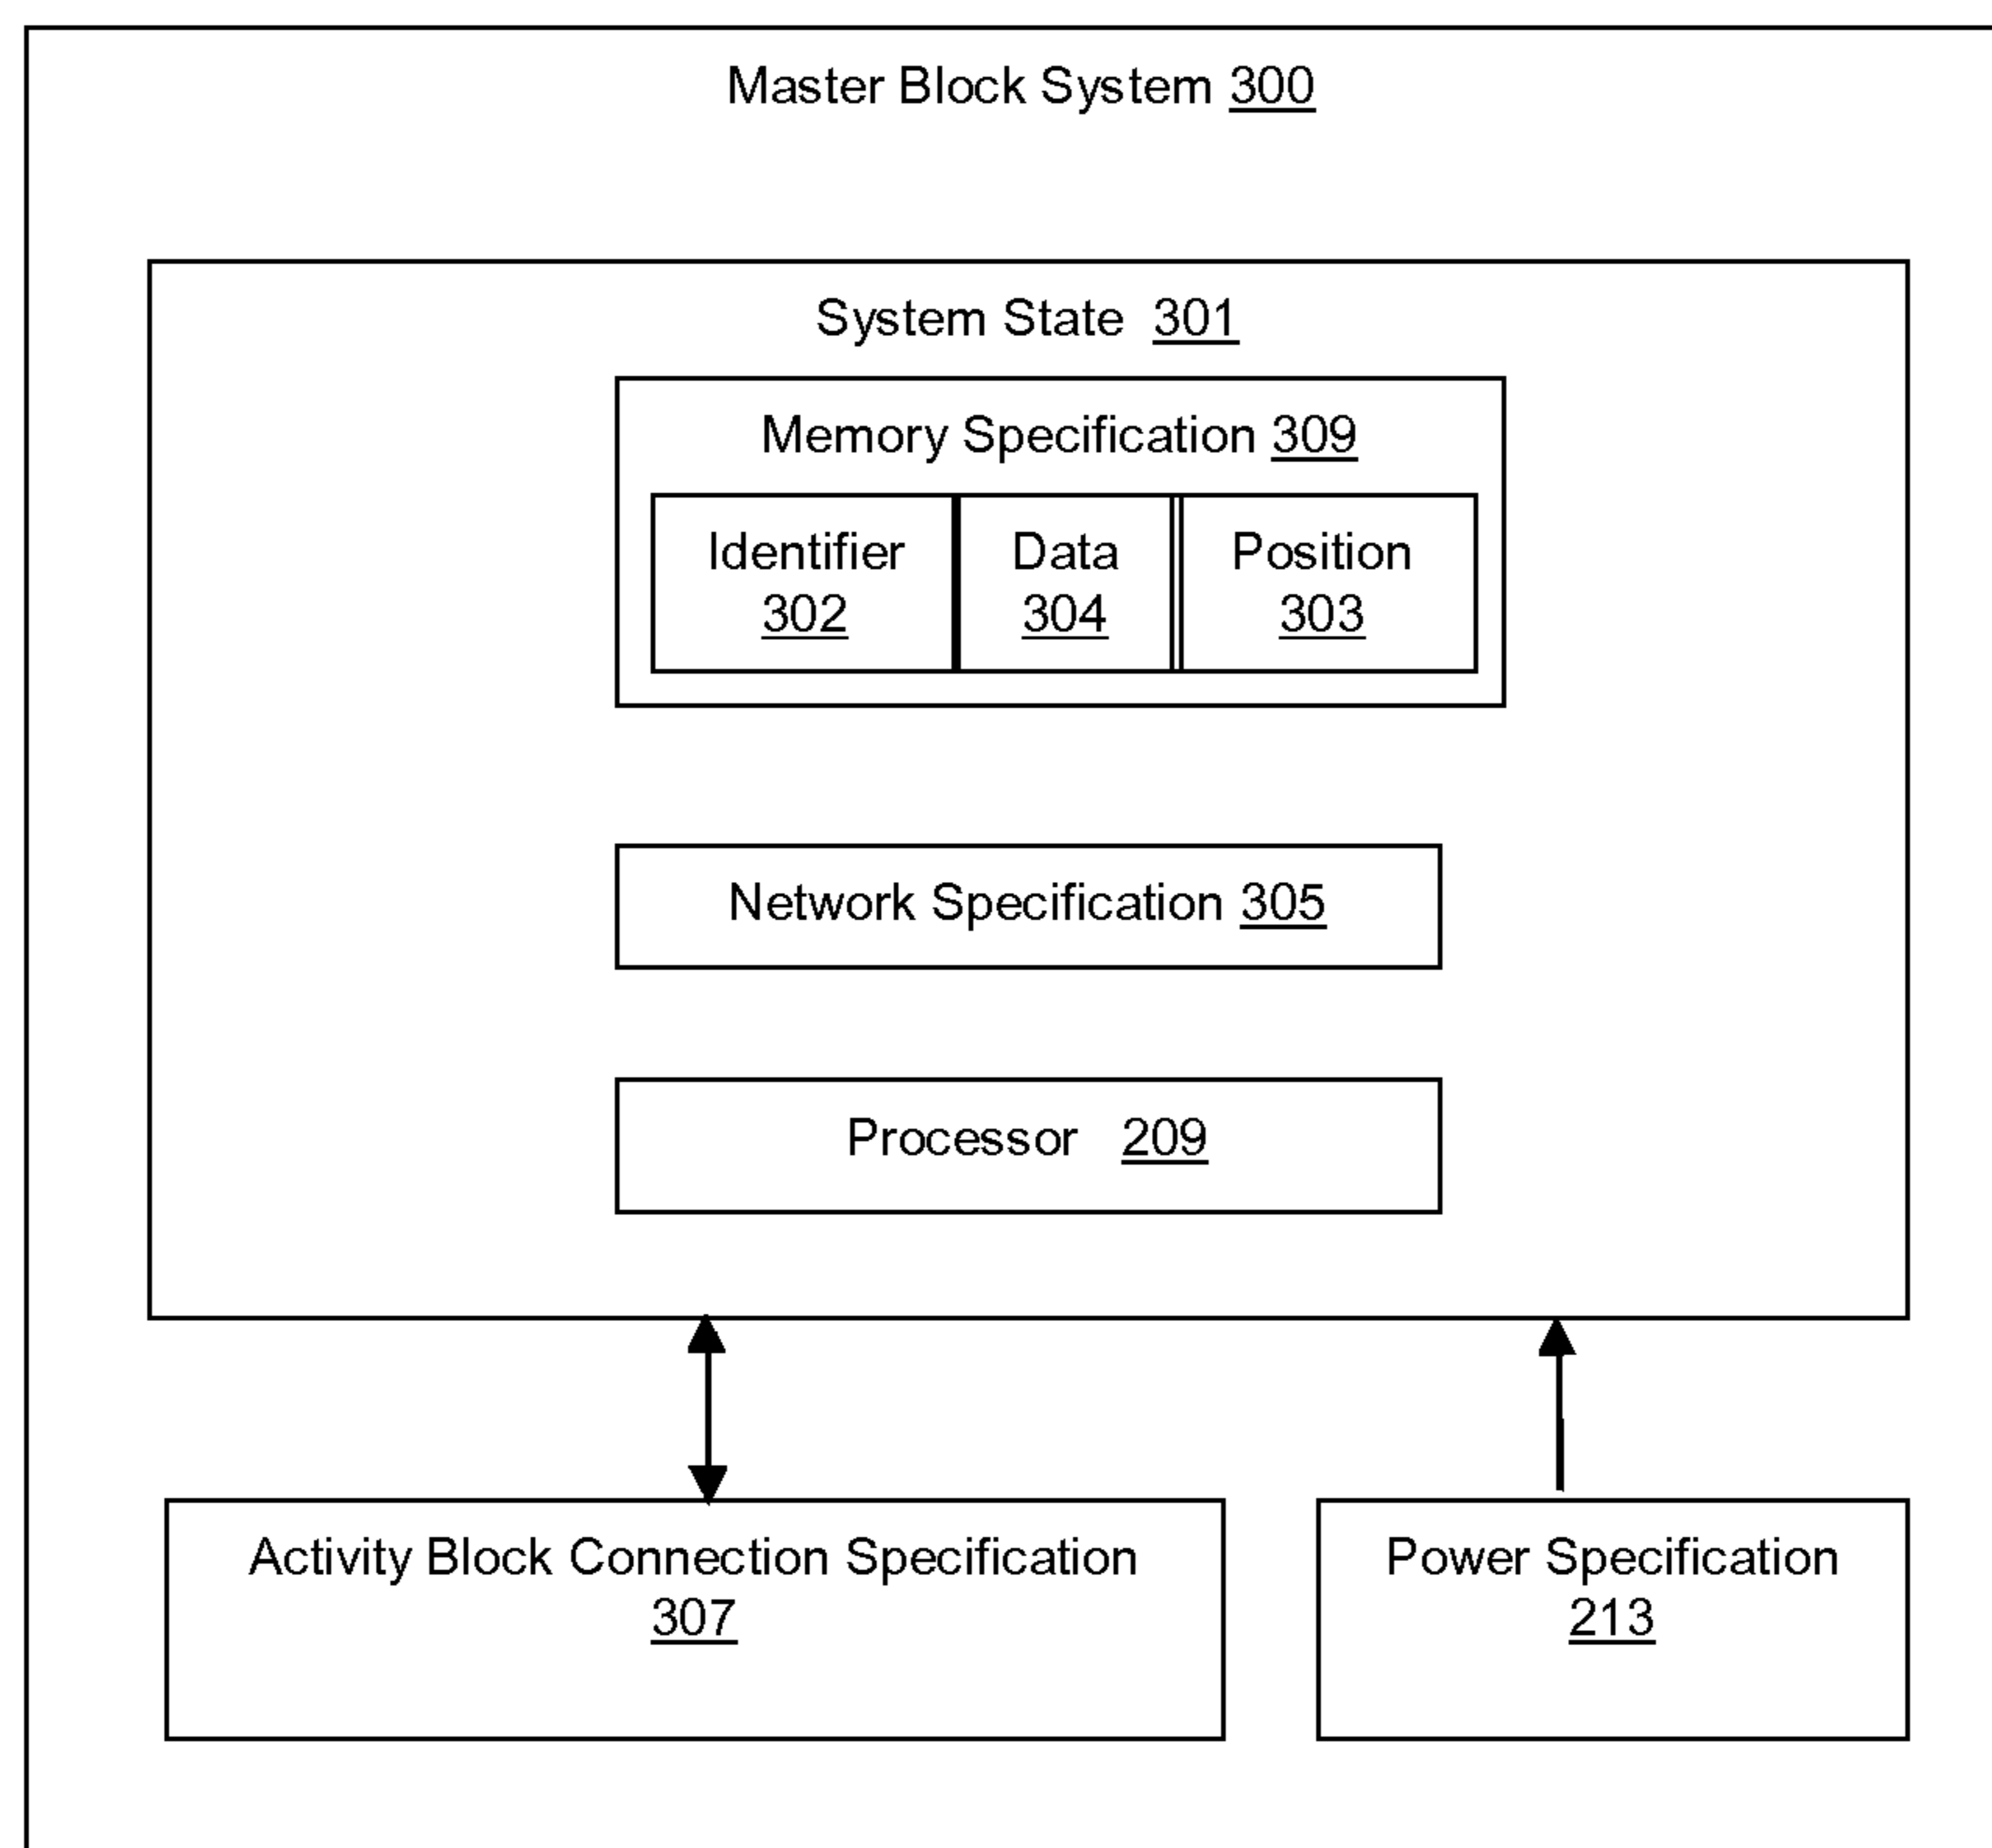 Master Block System 300
System State 301
Memory Specification 309
Identifier Data Position
302 304 303
Network Specification 305
Processor 209
Activity Block Connection Specification
307
Power Specification
213